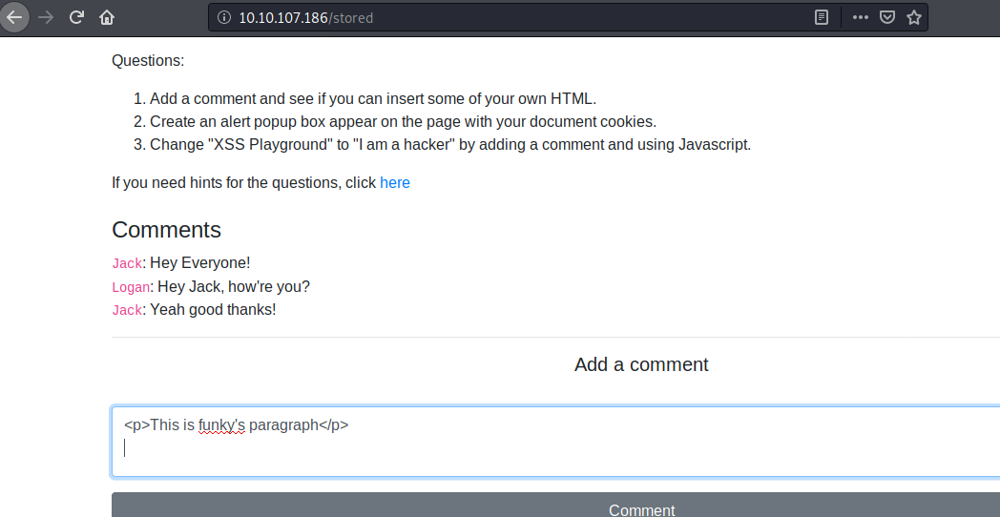 10.10.107.186/stored
Questions:
1. Add a comment and see if you can insert some of your own HTML.
2. Create an alert popup box appear on the page with your document cookies.
3. Change "XSS Playground" to "I am a hacker" by adding a comment and using Javascript.
If you need hints for the questions, click here
Comments
Jack: Hey Everyone!
Logan: Hey Jack, how're you?
Jack: Yeah good thanks!
Add a comment
<p>This is funky's paragraph</p>
Comment